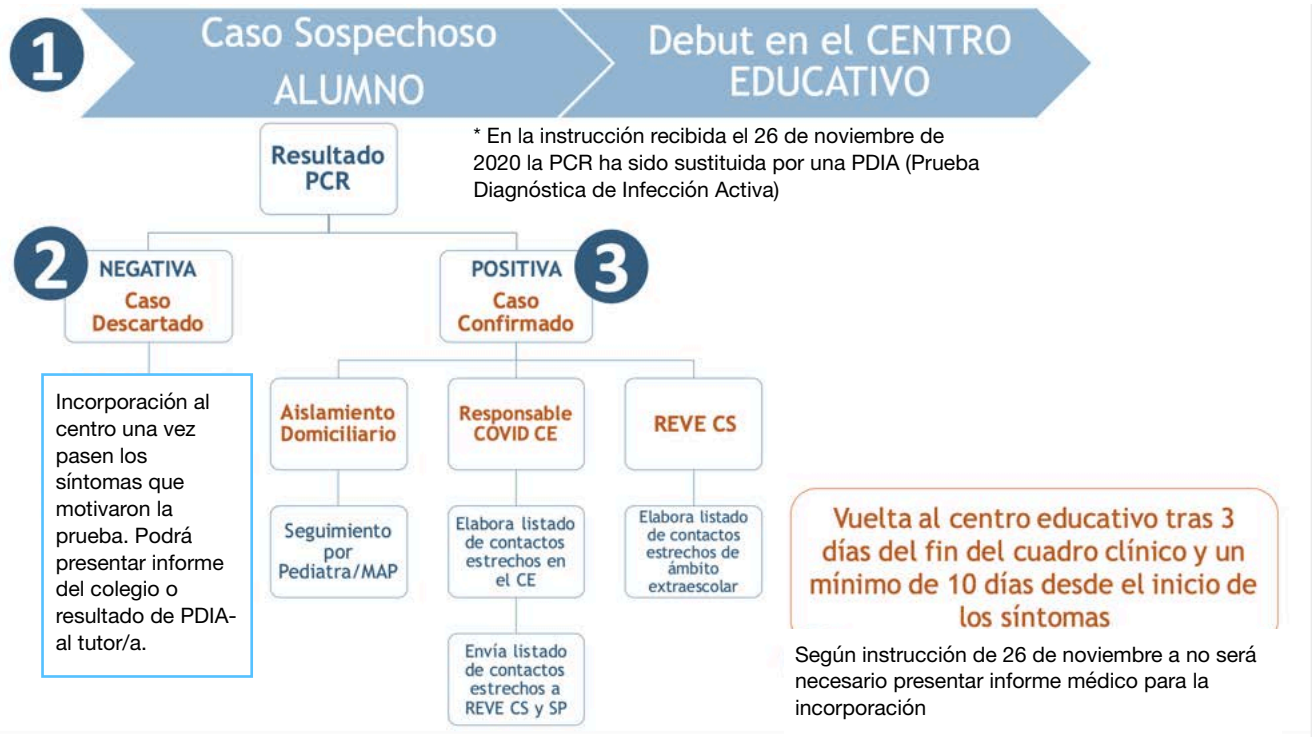 1
Caso Sospechoso
ALUMNO
Debut en el CENTRO
EDUCATIVO
Resultado
PCR
* En la instrucción recibida el 26 de noviembre de
2020 la PCR ha sido sustituida por una PDIA (Prueba
Diagnóstica de Infección Activa)
2
NEGATIVA
Caso
Descartado
POSITIVA
Caso
Confirmado
3
Incorporación al
centro una vez
pasen los
síntomas que
motivaron la
prueba. Podrá
presentar informe
del colegio o
resultado de PDIA-
al tutor/a.
Aislamiento
Domiciliario
Seguimiento
por
Pediatra/MAP
Responsable
COVID CE
Elabora listado
de contactos
estrechos en
el CE
Envía listado
de contactos
estrechos a
REVE CS y SP
REVE CS
Elabora listado
de contactos
estrechos de
ámbito
extraescolar
Vuelta al centro educativo tras 3
días del fin del cuadro clínico y un
mínimo de 10 días desde el inicio de
los síntomas
Según instrucción de 26 de noviembre a no será
necesario presentar informe médico para la
incorporación